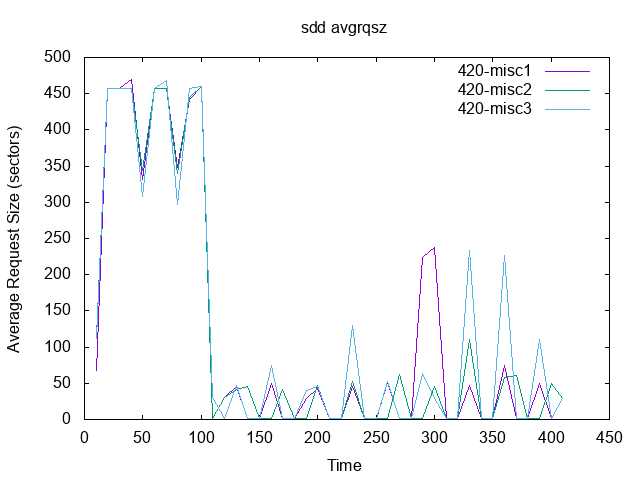 sdd avgrqsz
420-misc1
420-misc2
420-misc3
Average Request Size (sectors)
500
450
400
350
300
250
200
150
100
50
0
0 50 100 150 200 250 300 350 400 450
Time